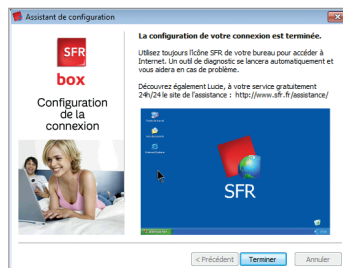 Assistant de configuration
SFR
box
Configuration
de la
connexion
La configuration de votre connexion est terminée.
Utilisez toujours l'icône SFR de votre bureau pour accéder à
Internet. Un outil de diagnostic se lancera automatiquement et
vous aidera en cas de problème.
Découvrez également Lucie, à votre service gratuitement
24h/24 le site de l'assistance : http://www.sfr.fr/assistance/
SFR
< Précédent
Terminer
Annuler